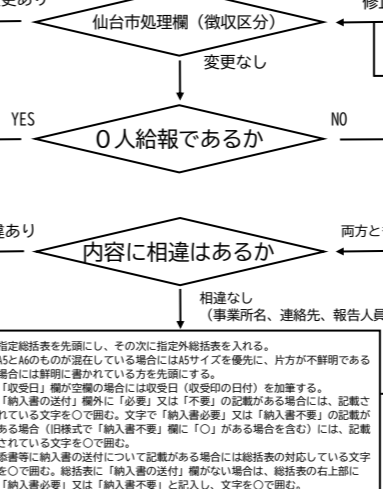 更あり
修正
仙台市処理欄（徴収区分）
変更なし
YES
０人給報であるか
NO
違あり
内容に相違はあるか
両方と
相違なし
（事業所名、連絡先、報告人員
指定総括表を先頭にし、その次に指定外総括表を入れる。
A5とA6のものが混在している場合にはA5サイズを優先に、片方が不鮮明である
場合には鮮明に書かれている方を先頭にする。
「収受日」欄が空欄の場合には収受日（収受印の日付）を加筆する。
「納入書の送付」欄外に「必要」又は「不要」の記載がある場合には、記載さ
れている文字を○で囲む。文字で「納入書必要」又は「納入書不要」の記載が
ある場合（旧様式で「納入書不要」欄に「○」がある場合を含む）には、記載
されている文字を○で囲む。
添書等に納入書の送付について記載がある場合には総括表の対応している文字
を○で囲む。総括表に「納入書の送付」欄がない場合は、総括表の右上部に
「納入書必要」又は「納入書不要」と記入し、文字を○で囲む。